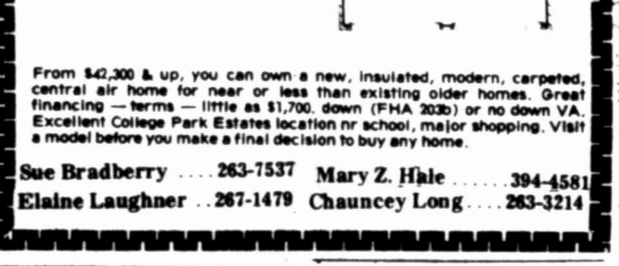 From $42,300 & up, you can own a new, insulated, modern, carpeted,
central air home for near or less than existing older homes. Great
financing — terms — little as $1,700. down (FHA 203b) or no down VA.
Excellent College Park Estates location nr school, major shopping. Visit
a model before you make a final decision to buy any home.
Sue Bradberry .... 263-7537 Mary Z. Hale ...... 394-4581
Elaine Laughner .. 267-1479 Chauncey Long .... 263-3214